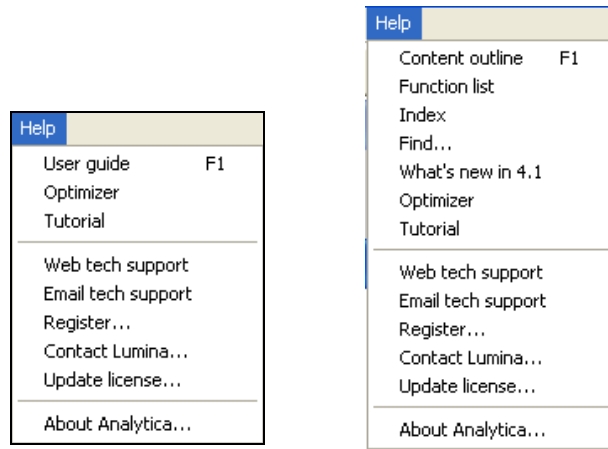 Help
User guide F1
Optimizer
Tutorial
Web tech support
Email tech support
Register...
Contact Lumina...
Update license...
About Analytica...
Help
Content outline F1
Function list
Index
Find...
What's new in 4.1
Optimizer
Tutorial
Web tech support
Email tech support
Register...
Contact Lumina...
Update license...
About Analytica...